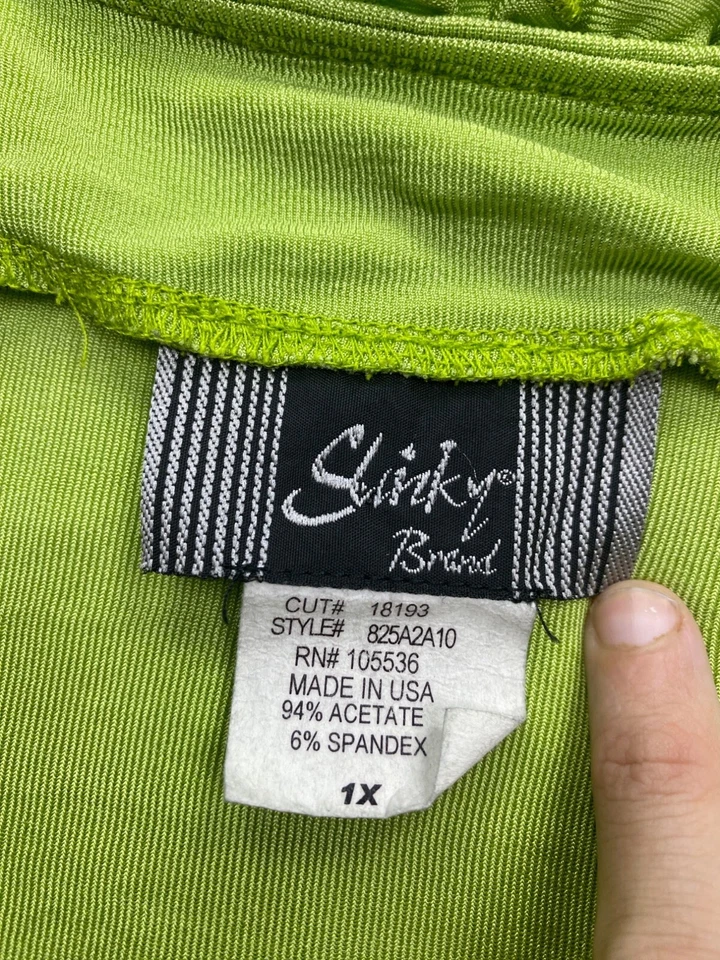 Slinky®
Brand
CUT# 18193
STYLE# 825A2A10
RN# 105536
MADE IN USA
94% ACETATE
6% SPANDEX
1X